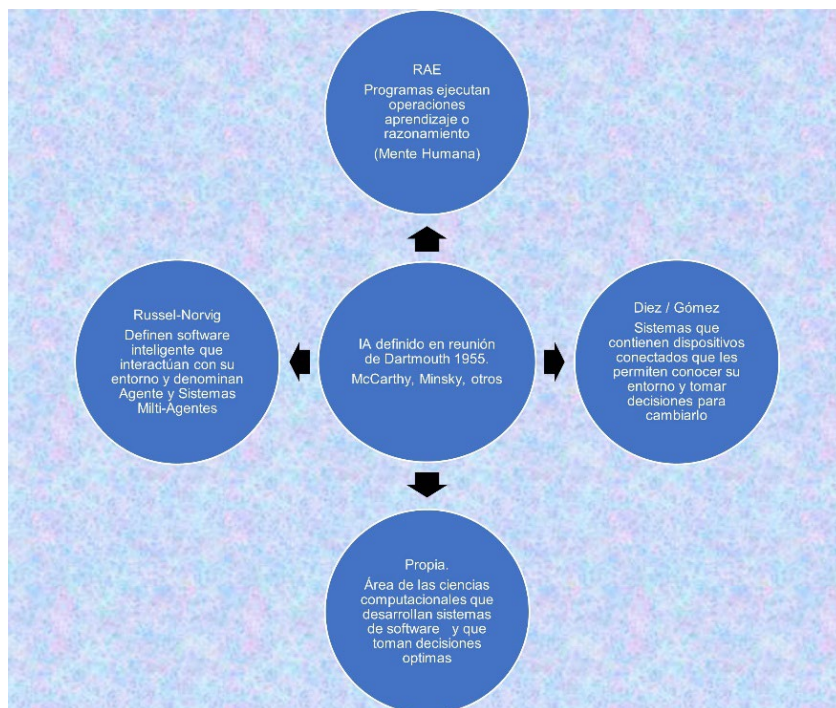 RAE
Programas ejecutan
operaciones
aprendizaje o
razonamiento
(Mente Humana)
Russel-Norvig
Definen software
inteligente que
interactúan con su
entorno y denominan
Agente y Sistemas
Milti-Agentes
IA definido en reunión
de Dartmouth 1955.
McCarthy, Minsky, otros
Diez / Gómez
Sistemas que
contienen dispositivos
conectados que les
permiten conocer su
entorno y tomar
decisiones para
cambiarlo
Propia.
Área de las ciencias
computacionales que
desarrollan sistemas
de software y que
toman decisiones
optimas